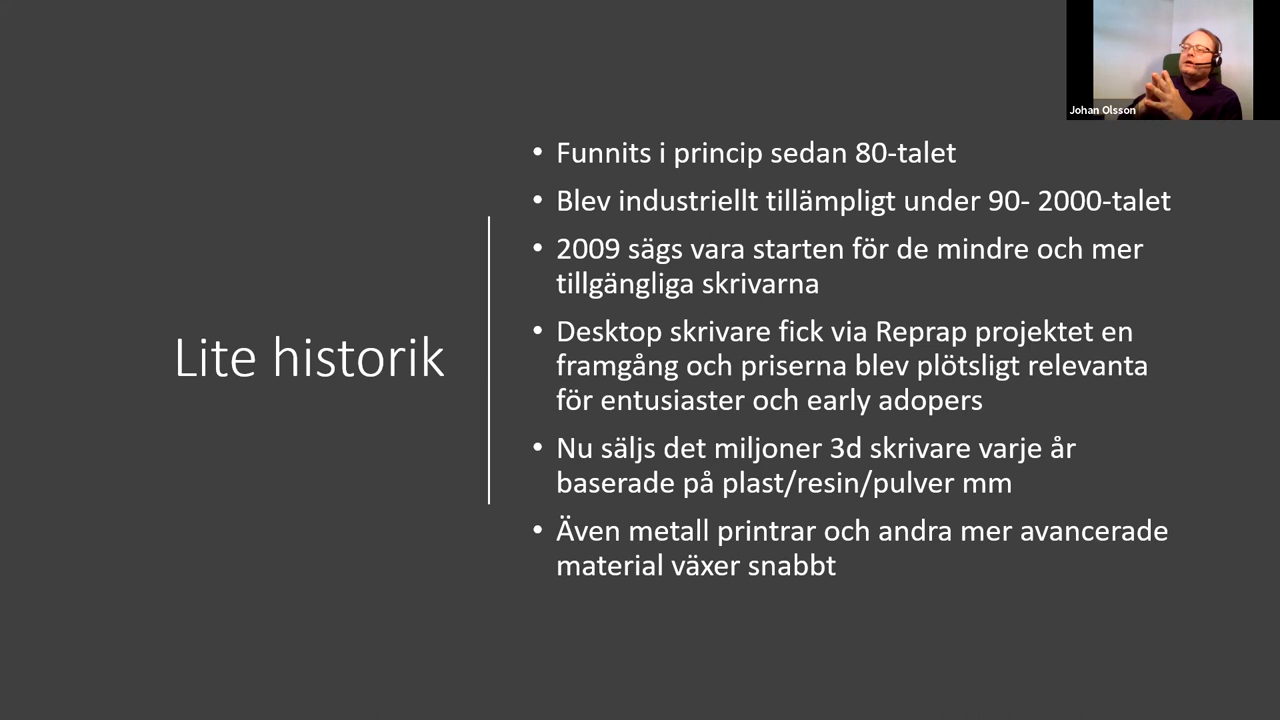 Johan Olsson
Lite historik
• Funnits i princip sedan 80-talet
• Blev industriellt tillämpligt under 90- 2000-talet
• 2009 sägs vara starten för de mindre och mer
tillgängliga skrivarna
• Desktop skrivare fick via Reprap projektet en
framgång och priserna blev plötsligt relevanta
för entusiaster och early adopers
• Nu säljs det miljoner 3d skrivare varje år
baserade på plast/resin/pulver mm
• Även metall printrar och andra mer avancerade
material växer snabbt